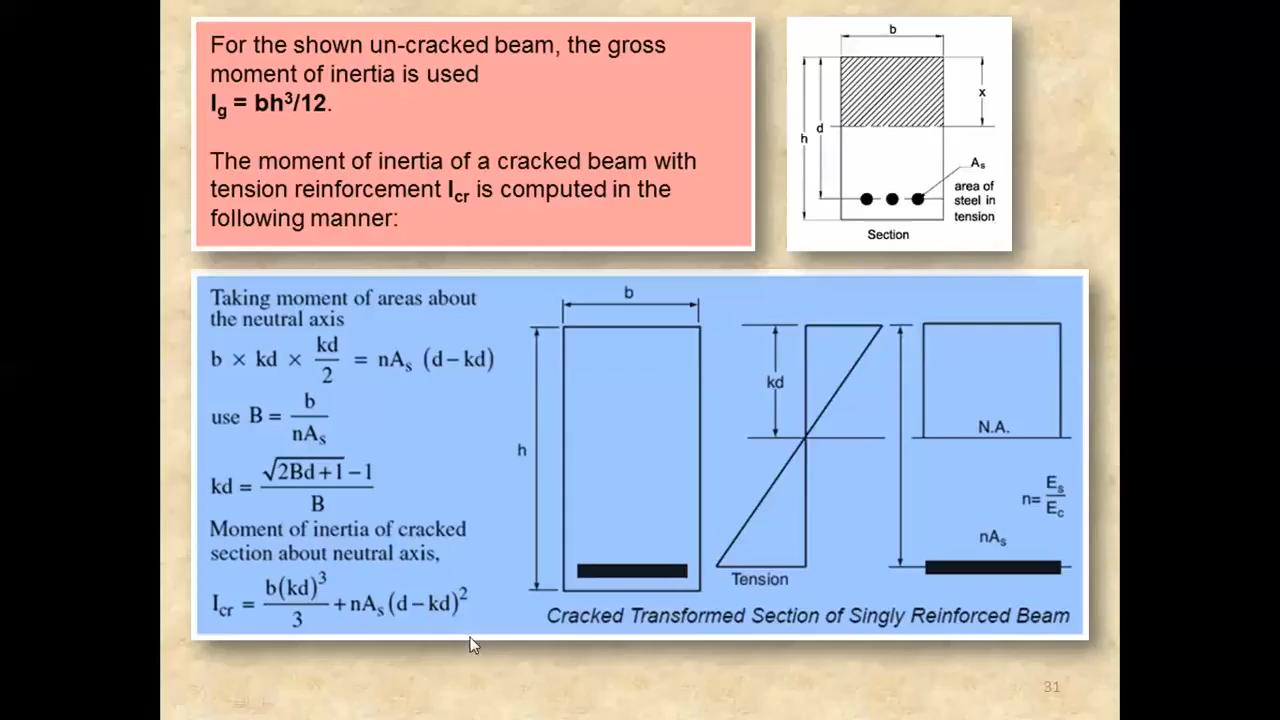 For the shown un-cracked beam, the gross
moment of inertia is used
Ig = bh³/12.
The moment of inertia of a cracked beam with
tension reinforcement Icr is computed in the
following manner:
b
x
d
h
As
area of
steel in
tension
Section
Taking moment of areas about
the neutral axis
b × kd × kd/2 = nAs (d−kd)
use B = b/nAs
kd = (√2Bd+1 −1)/B
Moment of inertia of cracked
section about neutral axis,
Icr = b(kd)³/3 + nAs (d−kd)²
b
h
kd
Tension
N.A.
n= Es/Ec
nAs
Cracked Transformed Section of Singly Reinforced Beam
31